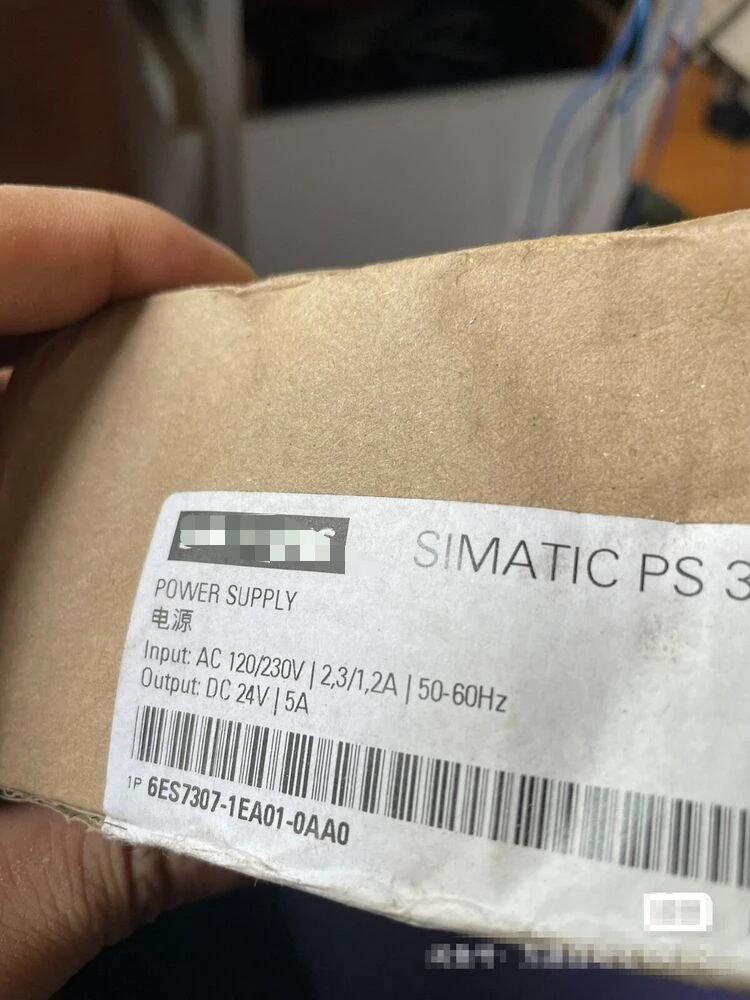 SIMATIC PS 3
POWER SUPPLY
电源
Input: AC 120/230V | 2,3/1,2A | 50-60Hz
Output: DC 24V | 5A
1P 6ES7307-1EA01-0AA0